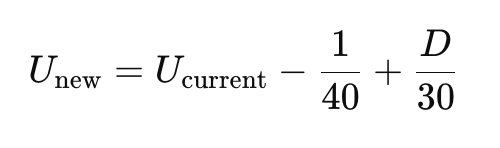 U_new = U_current − 1/40 + D/30